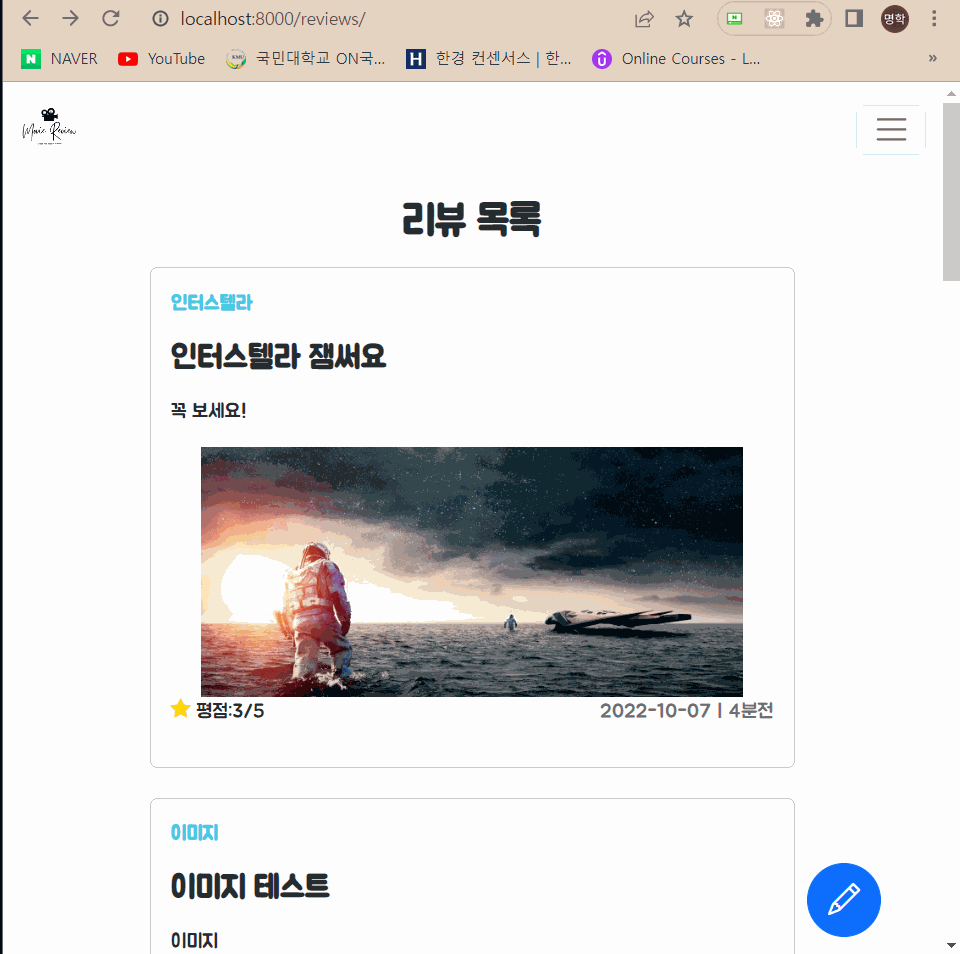 localhost:8000/reviews/
명학
NAVER
YouTube
국민대학교 ON국...
한경 컨센서스 | 한...
Online Courses - L...
»
Movie Review
리뷰 목록
인터스텔라
인터스텔라 잼써요
꼭 보세요!
평점:3/5
2022-10-07 | 4분전
이미지
이미지 테스트
이미지